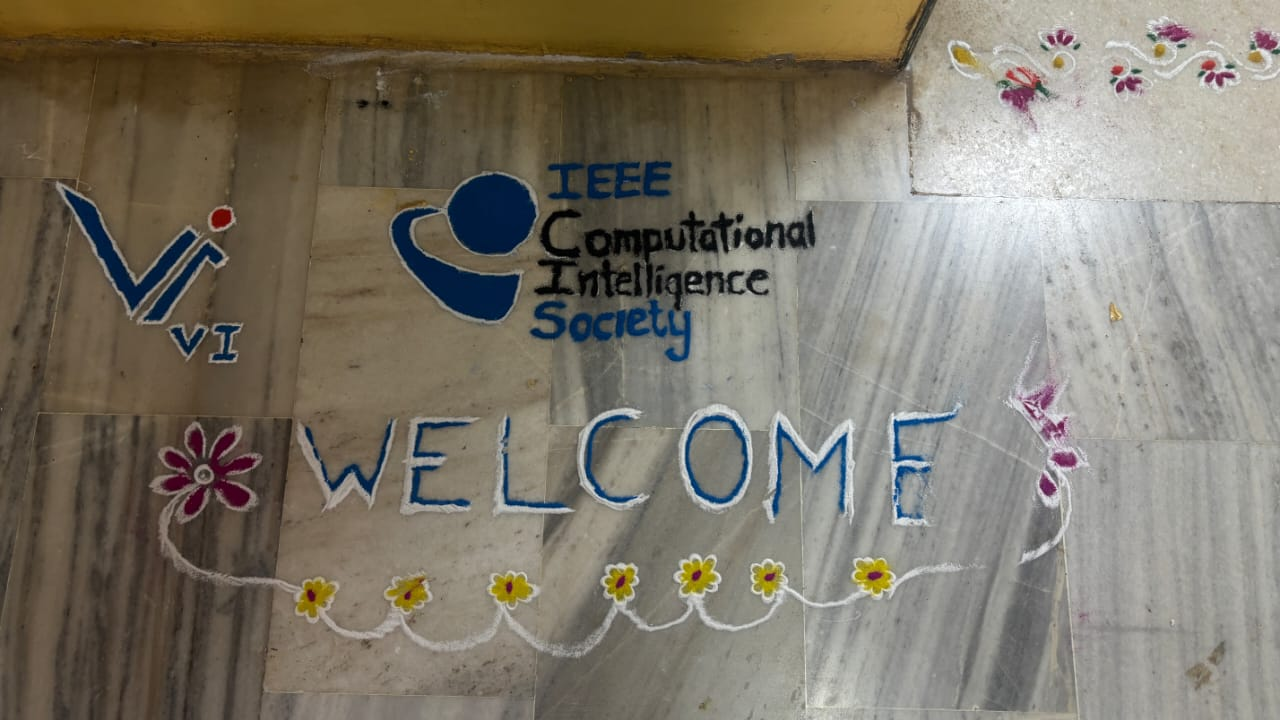 Vi
VI
IEEE
Computational
Intelligence
Society
WELCOME